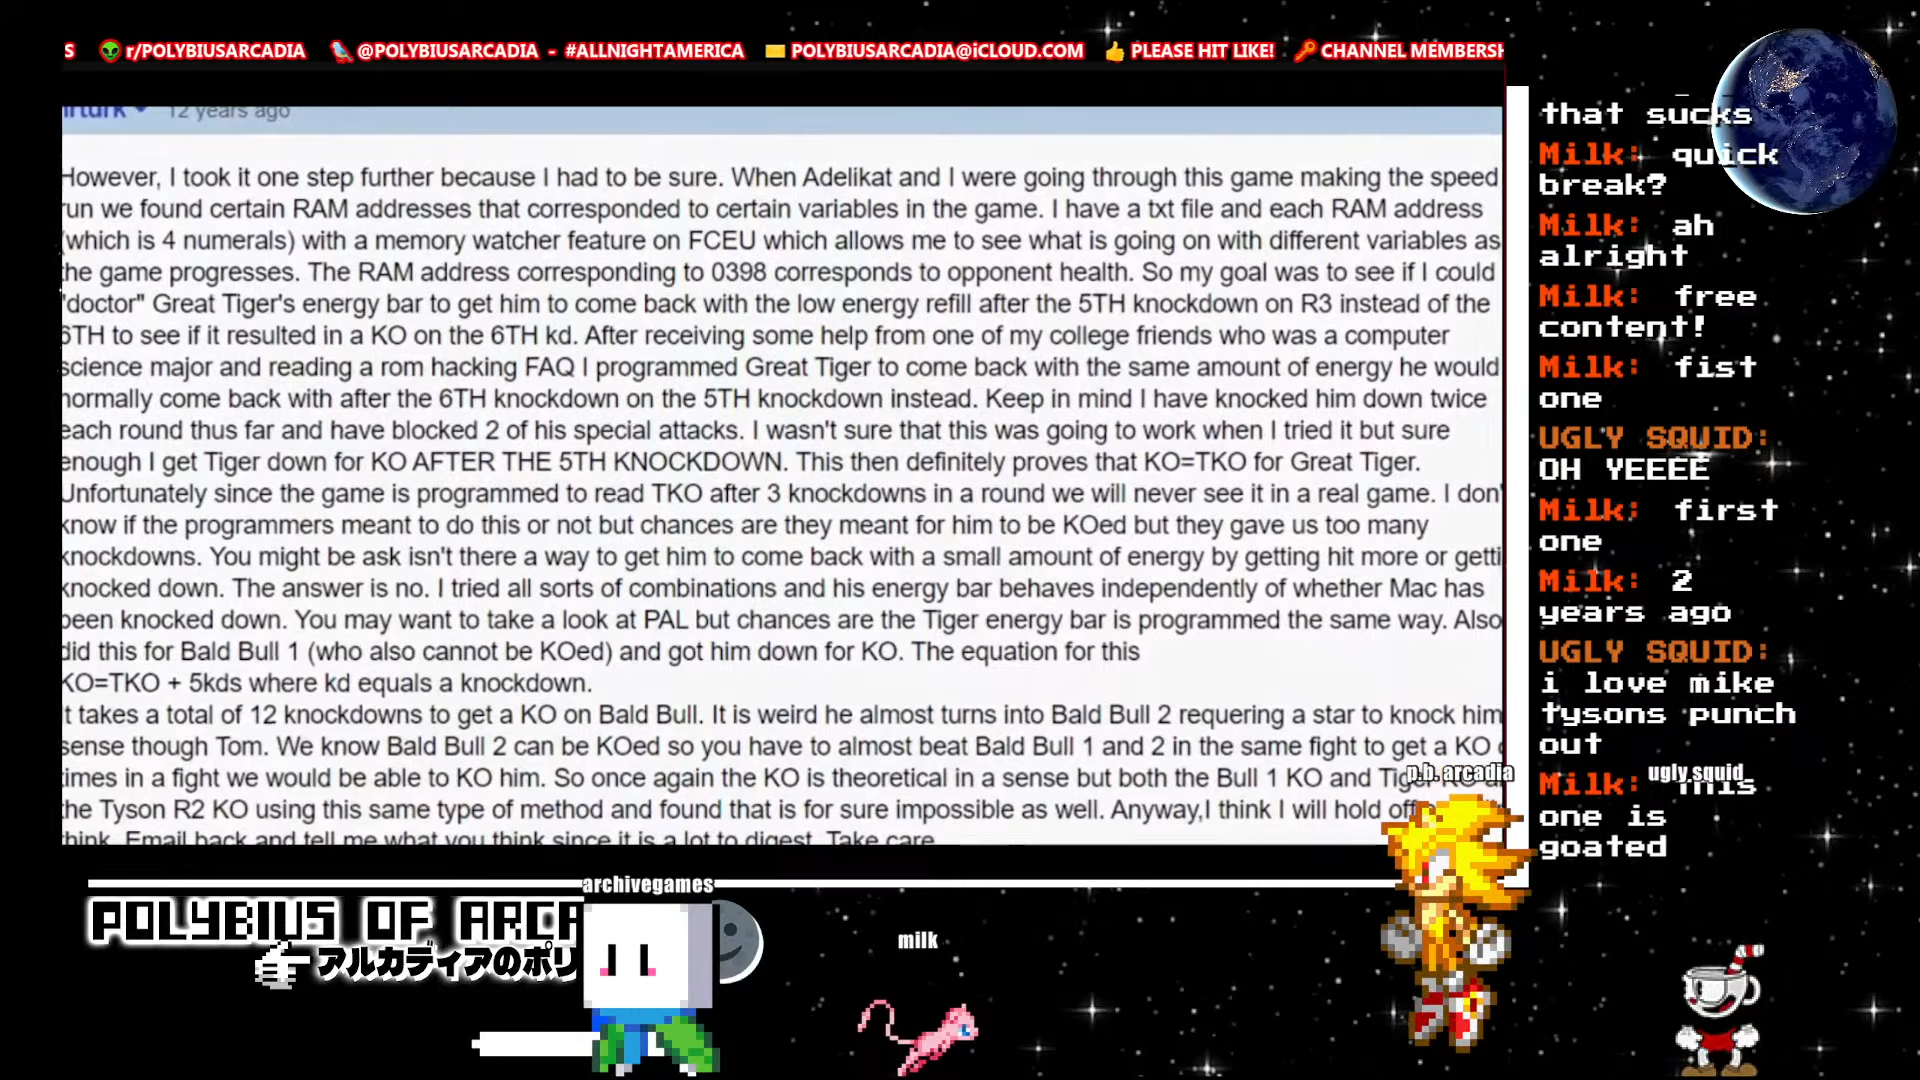 S r/POLYBIUSARCADIA @POLYBIUSARCADIA - #ALLNIGHTAMERICA POLYBIUSARCADIA@iCLOUD.COM PLEASE HIT LIKE! CHANNEL MEMBERSH
12 years ago
However, I took it one step further because I had to be sure. When Adelikat and I were going through this game making the speed
run we found certain RAM addresses that corresponded to certain variables in the game. I have a txt file and each RAM address
(which is 4 numerals) with a memory watcher feature on FCEU which allows me to see what is going on with different variables as
the game progresses. The RAM address corresponding to 0398 corresponds to opponent health. So my goal was to see if I could
"doctor" Great Tiger's energy bar to get him to come back with the low energy refill after the 5TH knockdown on R3 instead of the
6TH to see if it resulted in a KO on the 6TH kd. After receiving some help from one of my college friends who was a computer
science major and reading a rom hacking FAQ I programmed Great Tiger to come back with the same amount of energy he would
normally come back with after the 6TH knockdown on the 5TH knockdown instead. Keep in mind I have knocked him down twice
each round thus far and have blocked 2 of his special attacks. I wasn't sure that this was going to work when I tried it but sure
enough I get Tiger down for KO AFTER THE 5TH KNOCKDOWN. This then definitely proves that KO=TKO for Great Tiger.
Unfortunately since the game is programmed to read TKO after 3 knockdowns in a round we will never see it in a real game. I don'
know if the programmers meant to do this or not but chances are they meant for him to be KOed but they gave us too many
knockdowns. You might be ask isn't there a way to get him to come back with a small amount of energy by getting hit more or getti
knocked down. The answer is no. I tried all sorts of combinations and his energy bar behaves independently of whether Mac has
been knocked down. You may want to take a look at PAL but chances are the Tiger energy bar is programmed the same way. Also
did this for Bald Bull 1 (who also cannot be KOed) and got him down for KO. The equation for this
KO=TKO + 5kds where kd equals a knockdown.
It takes a total of 12 knockdowns to get a KO on Bald Bull. It is weird he almost turns into Bald Bull 2 requering a star to knock him
sense though Tom. We know Bald Bull 2 can be KOed so you have to almost beat Bald Bull 1 and 2 in the same fight to get a KO
times in a fight we would be able to KO him. So once again the KO is theoretical in a sense but both the Bull 1 KO and Tiger KO
the Tyson R2 KO using this same type of method and found that is for sure impossible as well. Anyway,I think I will hold off
think. Email back and tell me what you think since it is a lot to digest. Take care
that sucks
Milk: quick
break?
Milk: ah
alright
Milk: free
content!
Milk: fist
one
UGLY SQUID:
OH YEEEE
Milk: first
one
Milk: 2
years ago
UGLY SQUID:
i love mike
tysons punch
out
Milk: this
one is
goated
p.b. arcadia
ugly squid_
archivegames
milk
POLYBIUS OF ARCA
アルカディアのポリ